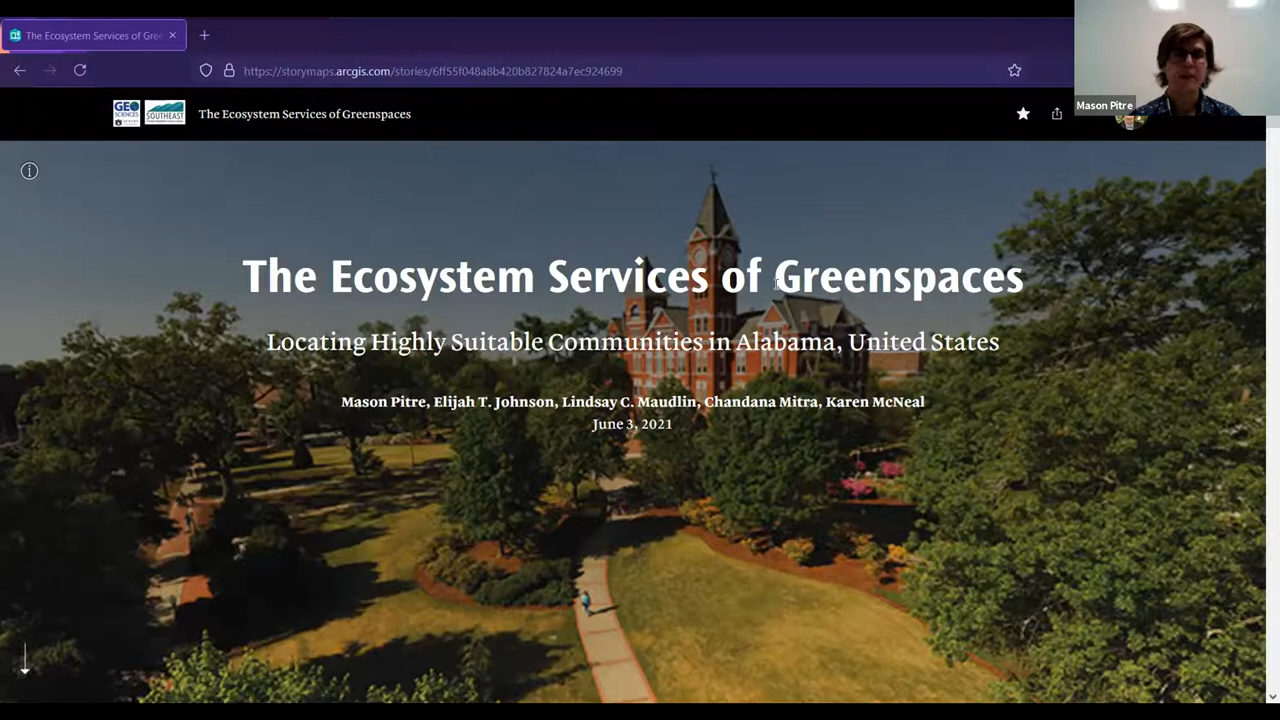 The Ecosystem Services of Gree
https://storymaps.arcgis.com/stories/6ff55f048a8b420b827824a7ec924699
Mason Pitre
GEO
SCIENCES
SOUTHEAST
The Ecosystem Services of Greenspaces
The Ecosystem Services of Greenspaces
Locating Highly Suitable Communities in Alabama, United States
Mason Pitre, Elijah T. Johnson, Lindsay C. Maudlin, Chandana Mitra, Karen McNeal
June 3, 2021